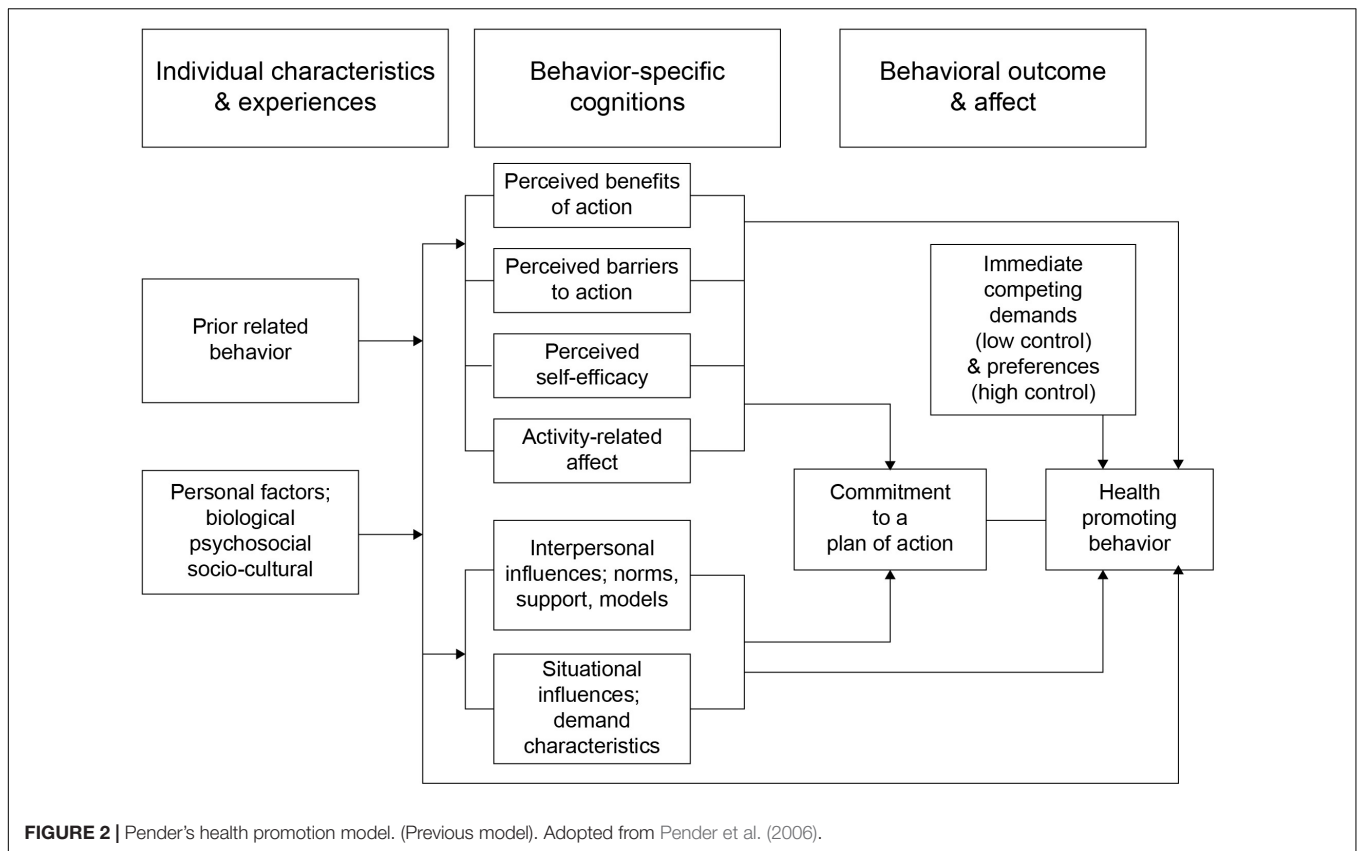 Individual characteristics
& experiences
Behavior-specific
cognitions
Behavioral outcome
& affect
Prior related
behavior
Personal factors;
biological
psychosocial
socio-cultural
Perceived benefits
of action
Perceived barriers
to action
Perceived
self-efficacy
Activity-related
affect
Interpersonal
influences; norms,
support, models
Situational
influences;
demand
characteristics
Immediate
competing
demands
(low control)
& preferences
(high control)
Commitment
to a
plan of action
Health
promoting
behavior
FIGURE 2 | Pender's health promotion model. (Previous model). Adopted from Pender et al. (2006).